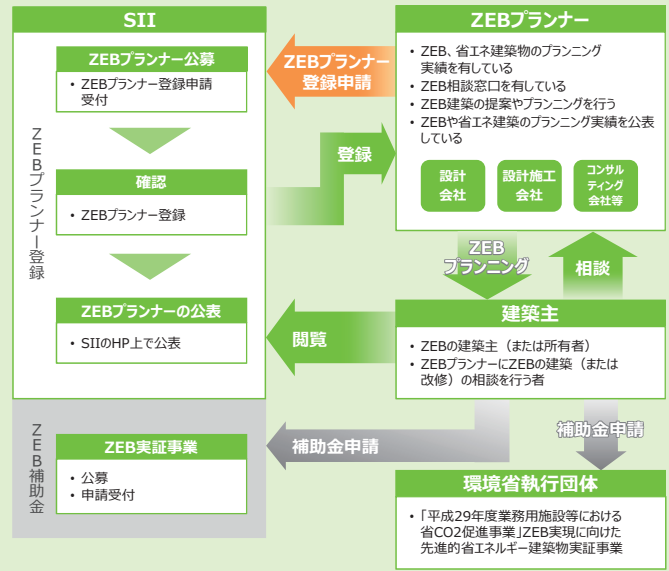 SII
ZEBプランナー登録
ZEBプランナー公募
・ ZEBプランナー登録申請
受付
確認
・ ZEBプランナー登録
ZEBプランナーの公表
・ SIIのHP上で公表
ZEBプランナー
登録申請
登録
ZEBプランナー
・ ZEB、省エネ建築物のプランニング
実績を有している
・ ZEB相談窓口を有している
・ ZEB建築の提案やプランニングを行う
・ ZEBや省エネ建築のプランニング実績を公表
している
設計
会社
設計施工
会社
コンサル
ティング
会社等
ZEB
プランニング
相談
閲覧
建築主
・ ZEBの建築主（または所有者）
・ ZEBプランナーにZEBの建築（または
改修）の相談を行う者
ZEB補助金
ZEB実証事業
・ 公募
・ 申請受付
補助金申請
補助金申請
環境省執行団体
・ 「平成29年度業務用施設等における
省CO2促進事業」ZEB実現に向けた
先進的省エネルギー建築物実証事業